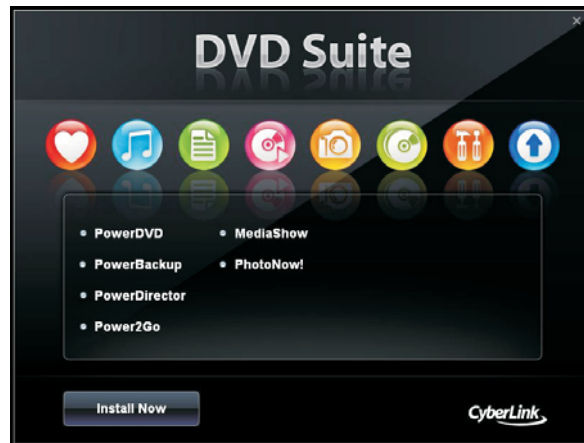 DVD Suite
PowerDVD
PowerBackup
PowerDirector
Power2Go
MediaShow
PhotoNow!
Install Now
CyberLink